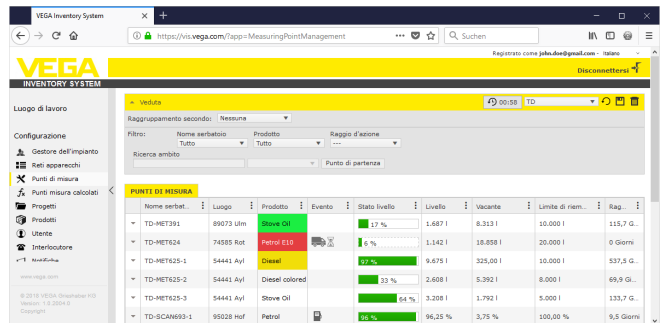 VEGA Inventory System
https://vis.vega.com/?app=MeasuringPointManagement
Suchen
Registrato come john.doe@gmail.com - Italiano
VEGA
INVENTORY SYSTEM
Disconnettersi
Luogo di lavoro
Configurazione
Gestore dell'impianto
Reti apparecchi
Punti di misura
Punti misura calcolati
Progetti
Prodotti
Utente
Interlocutore
Notifiche
www.vega.com
© 2018 VEGA Grieshaber KG
Version: 1.6.2004.0
Copyright
Veduta
00:58 TD
Raggruppamento secondo: Nessuna
Filtro: Nome serbatoio Prodotto Raggio d'azione
Tutto Tutto ---
Ricerca ambito
Punto di partenza
PUNTI DI MISURA
Nome serbat... Luogo Prodotto Evento Stato livello Livello Vacante Limite di riem... Rag...
TD-MET391 89073 Ulm Stove Oil 17 % 1.687 l 8.313 l 10.000 l 115,7 G...
TD-MET624 74585 Rot Petrol E10 6 % 1.142 l 18.858 l 20.000 l 0 Giorni
TD-MET625-1 54441 Ayl Diesel 97 % 9.675 l 325,00 l 10.000 l 537,5 G...
TD-MET625-2 54441 Ayl Diesel colored 33 % 2.608 l 5.392 l 8.000 l 69,9 Gi...
TD-MET625-3 54441 Ayl Stove Oil 64 % 3.208 l 1.792 l 5.000 l 133,7 G...
TD-SCAN693-1 95028 Hof Petrol 96 % 96,25 % 3,75 % 100,00 % 9,5 Giorni